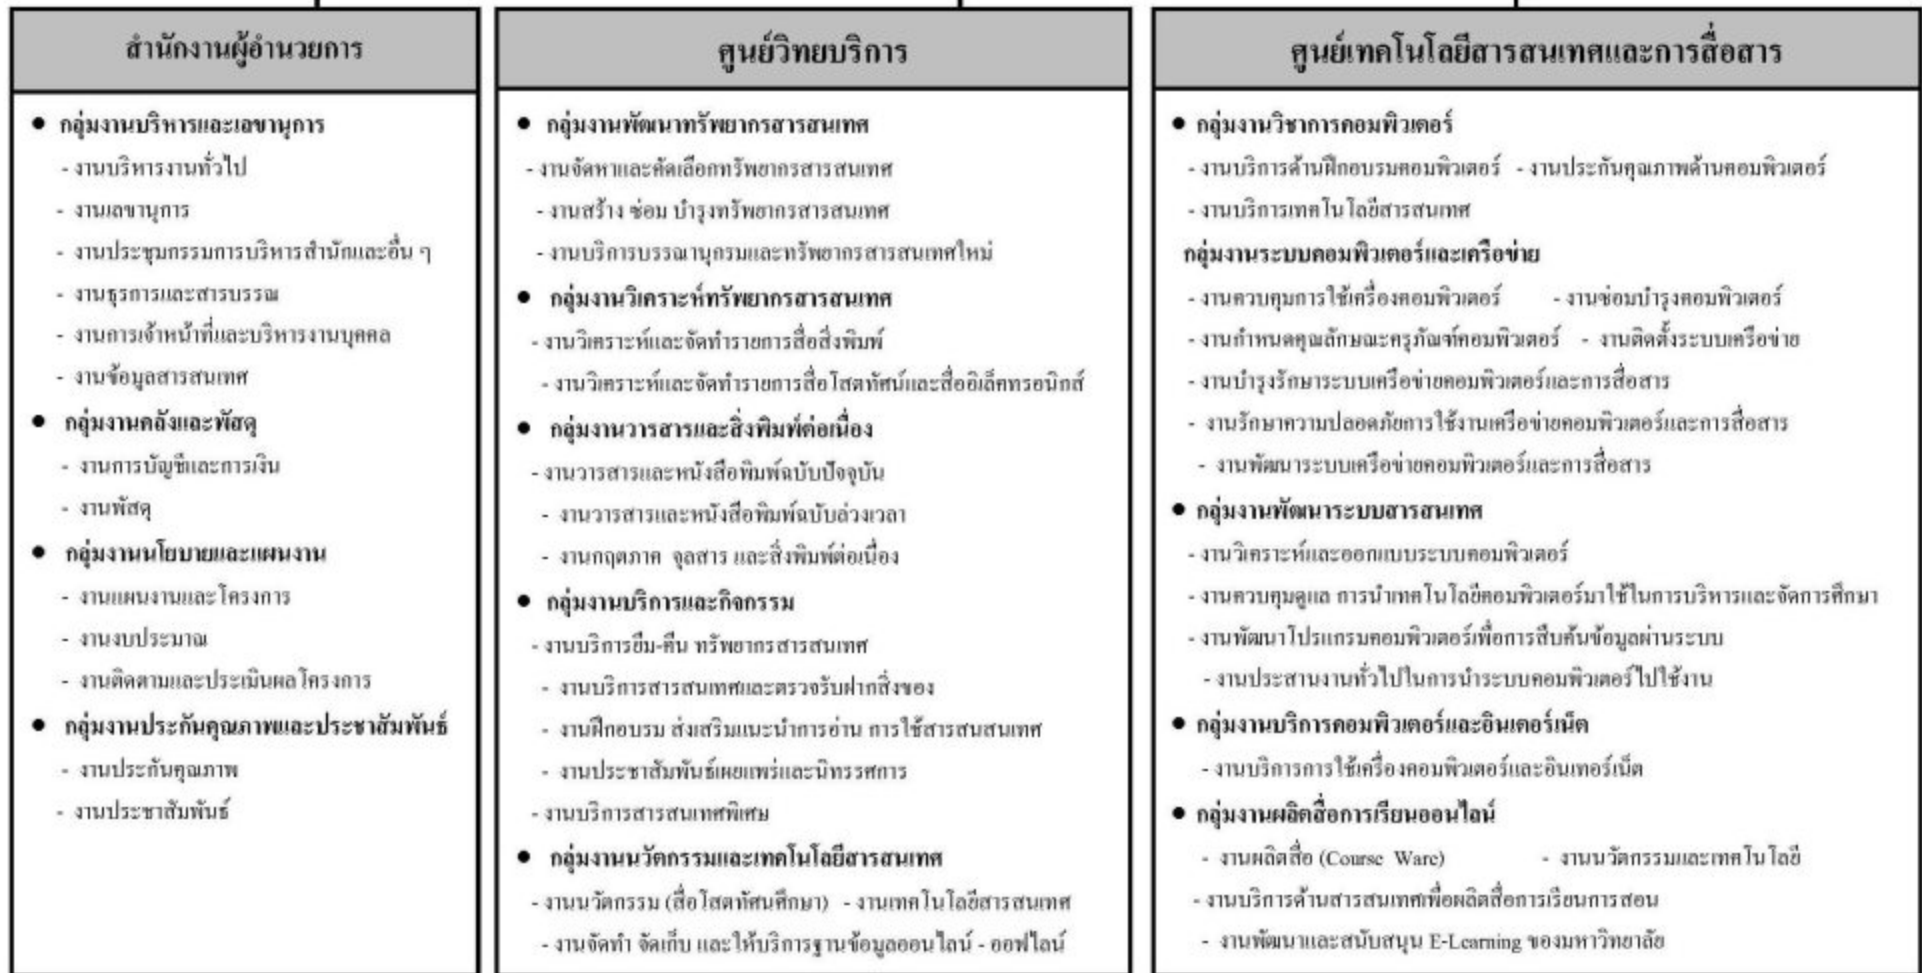 สำนักงานผู้อำนวยการ
● กลุ่มงานบริหารและเลขานุการ
- งานบริหารงานทั่วไป
- งานเลขานุการ
- งานประชุมกรรมการบริหารสำนักและอื่น ๆ
- งานธุรการและสารบรรณ
- งานการเจ้าหน้าที่และบริหารงานบุคคล
- งานข้อมูลสารสนเทศ
● กลุ่มงานคลังและพัสดุ
- งานการบัญชีและการเงิน
- งานพัสดุ
● กลุ่มงานนโยบายและแผนงาน
- งานแผนงานและโครงการ
- งานงบประมาณ
- งานติดตามและประเมินผลโครงการ
● กลุ่มงานประกันคุณภาพและประชาสัมพันธ์
- งานประกันคุณภาพ
- งานประชาสัมพันธ์
ศูนย์วิทยบริการ
● กลุ่มงานพัฒนาทรัพยากรสารสนเทศ
- งานจัดหาและคัดเลือกทรัพยากรสารสนเทศ
- งานสร้าง ซ่อม บำรุงทรัพยากรสารสนเทศ
- งานบริการบรรณานุกรมและทรัพยากรสารสนเทศใหม่
● กลุ่มงานวิเคราะห์ทรัพยากรสารสนเทศ
- งานวิเคราะห์และจัดทำรายการสื่อสิ่งพิมพ์
- งานวิเคราะห์และจัดทำรายการสื่อโสตทัศน์และสื่ออิเล็คทรอนิกส์
● กลุ่มงานวารสารและสิ่งพิมพ์ต่อเนื่อง
- งานวารสารและหนังสือพิมพ์ฉบับปัจจุบัน
- งานวารสารและหนังสือพิมพ์ฉบับล่วงเวลา
- งานกฤตภาค จุลสาร และสิ่งพิมพ์ต่อเนื่อง
● กลุ่มงานบริการและกิจกรรม
- งานบริการยืม-คืน ทรัพยากรสารสนเทศ
- งานบริการสารสนเทศและตรวจรับฝากสิ่งของ
- งานฝึกอบรม ส่งเสริมแนะนำการอ่าน การใช้สารสนสนเทศ
- งานประชาสัมพันธ์เผยแพร่และนิทรรศการ
- งานบริการสารสนเทศพิเศษ
● กลุ่มงานนวัตกรรมและเทคโนโลยีสารสนเทศ
- งานนวัตกรรม (สื่อโสตทัศนศึกษา) - งานเทคโนโลยีสารสนเทศ
- งานจัดทำ จัดเก็บ และให้บริการฐานข้อมูลออนไลน์ - ออฟไลน์
ศูนย์เทคโนโลยีสารสนเทศและการสื่อสาร
● กลุ่มงานวิชาการคอมพิวเตอร์
- งานบริการด้านฝึกอบรมคอมพิวเตอร์ - งานประกันคุณภาพด้านคอมพิวเตอร์
- งานบริการเทคโนโลยีสารสนเทศ
กลุ่มงานระบบคอมพิวเตอร์และเครือข่าย
- งานควบคุมการใช้เครื่องคอมพิวเตอร์ - งานซ่อมบำรุงคอมพิวเตอร์
- งานกำหนดคุณลักษณะครุภัณฑ์คอมพิวเตอร์ - งานติดตั้งระบบเครือข่าย
- งานบำรุงรักษาระบบเครือข่ายคอมพิวเตอร์และการสื่อสาร
- งานรักษาความปลอดภัยการใช้งานเครือข่ายคอมพิวเตอร์และการสื่อสาร
- งานพัฒนาระบบเครือข่ายคอมพิวเตอร์และการสื่อสาร
● กลุ่มงานพัฒนาระบบสารสนเทศ
- งานวิเคราะห์และออกแบบระบบคอมพิวเตอร์
- งานควบคุมดูแล การนำเทคโนโลยีคอมพิวเตอร์มาใช้ในการบริหารและจัดการศึกษา
- งานพัฒนาโปรแกรมคอมพิวเตอร์เพื่อการสืบค้นข้อมูลผ่านระบบ
- งานประสานงานทั่วไปในการนำระบบคอมพิวเตอร์ไปใช้งาน
● กลุ่มงานบริการคอมพิวเตอร์และอินเตอร์เน็ต
- งานบริการการใช้เครื่องคอมพิวเตอร์และอินเทอร์เน็ต
● กลุ่มงานผลิตสื่อการเรียนออนไลน์
- งานผลิตสื่อ (Course Ware) - งานนวัตกรรมและเทคโนโลยี
- งานบริการด้านสารสนเทศเพื่อผลิตสื่อการเรียนการสอน
- งานพัฒนาและสนับสนุน E-Learning ของมหาวิทยาลัย